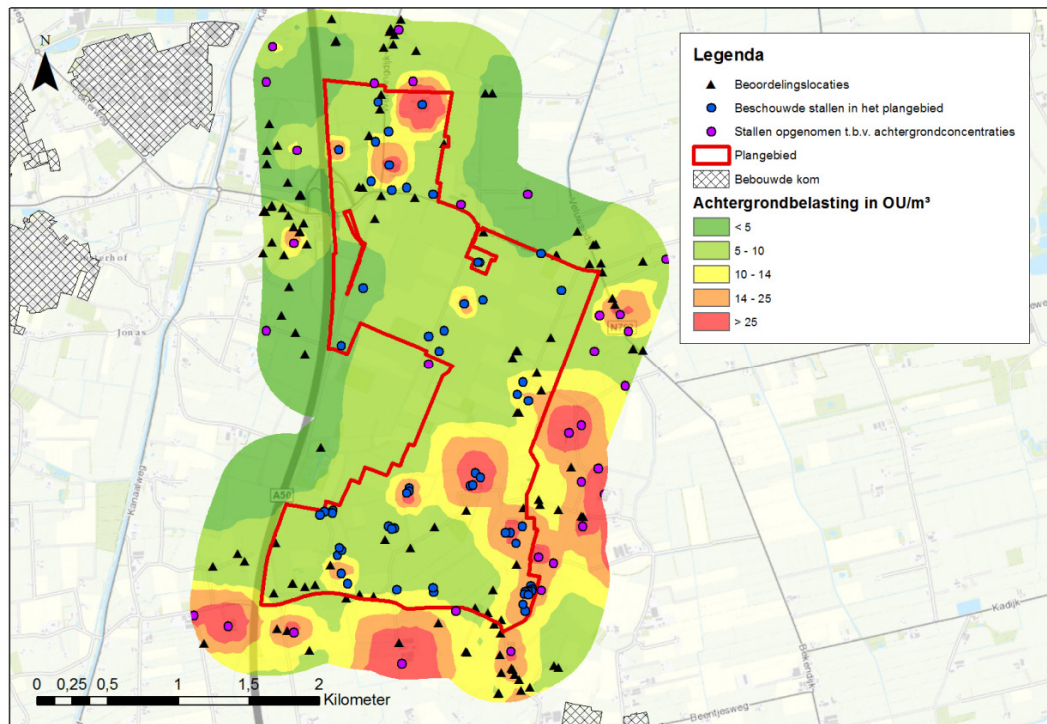 N
Legenda
Beoordelingslocaties
Beschouwde stallen in het plangebied
Stallen opgenomen t.b.v. achtergrondconcentraties
Plangebied
Bebouwde kom
Achtergrondbelasting in OU/m³
< 5
5 - 10
10 - 14
14 - 25
> 25
Jonas
Kanaalweg
A50
Kadijk
Beentjesweg
0 0,25 0,5 1 1 2
Kilometer